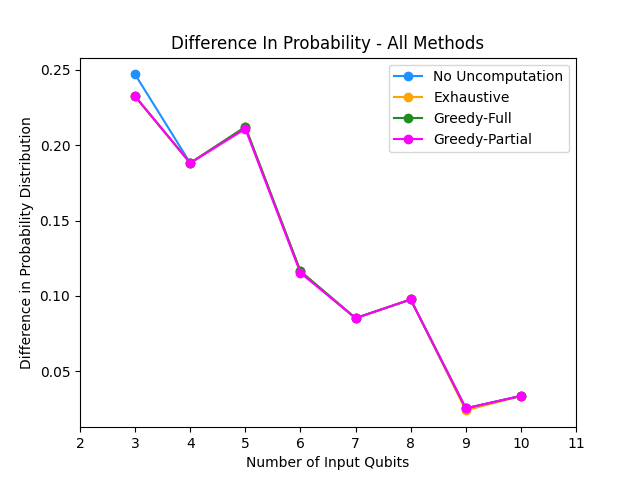 Difference In Probability - All Methods
Difference in Probability Distribution
0.25
0.20
0.15
0.10
0.05
No Uncomputation
Exhaustive
Greedy-Full
Greedy-Partial
2 3 4 5 6 7 8 9 10 11
Number of Input Qubits